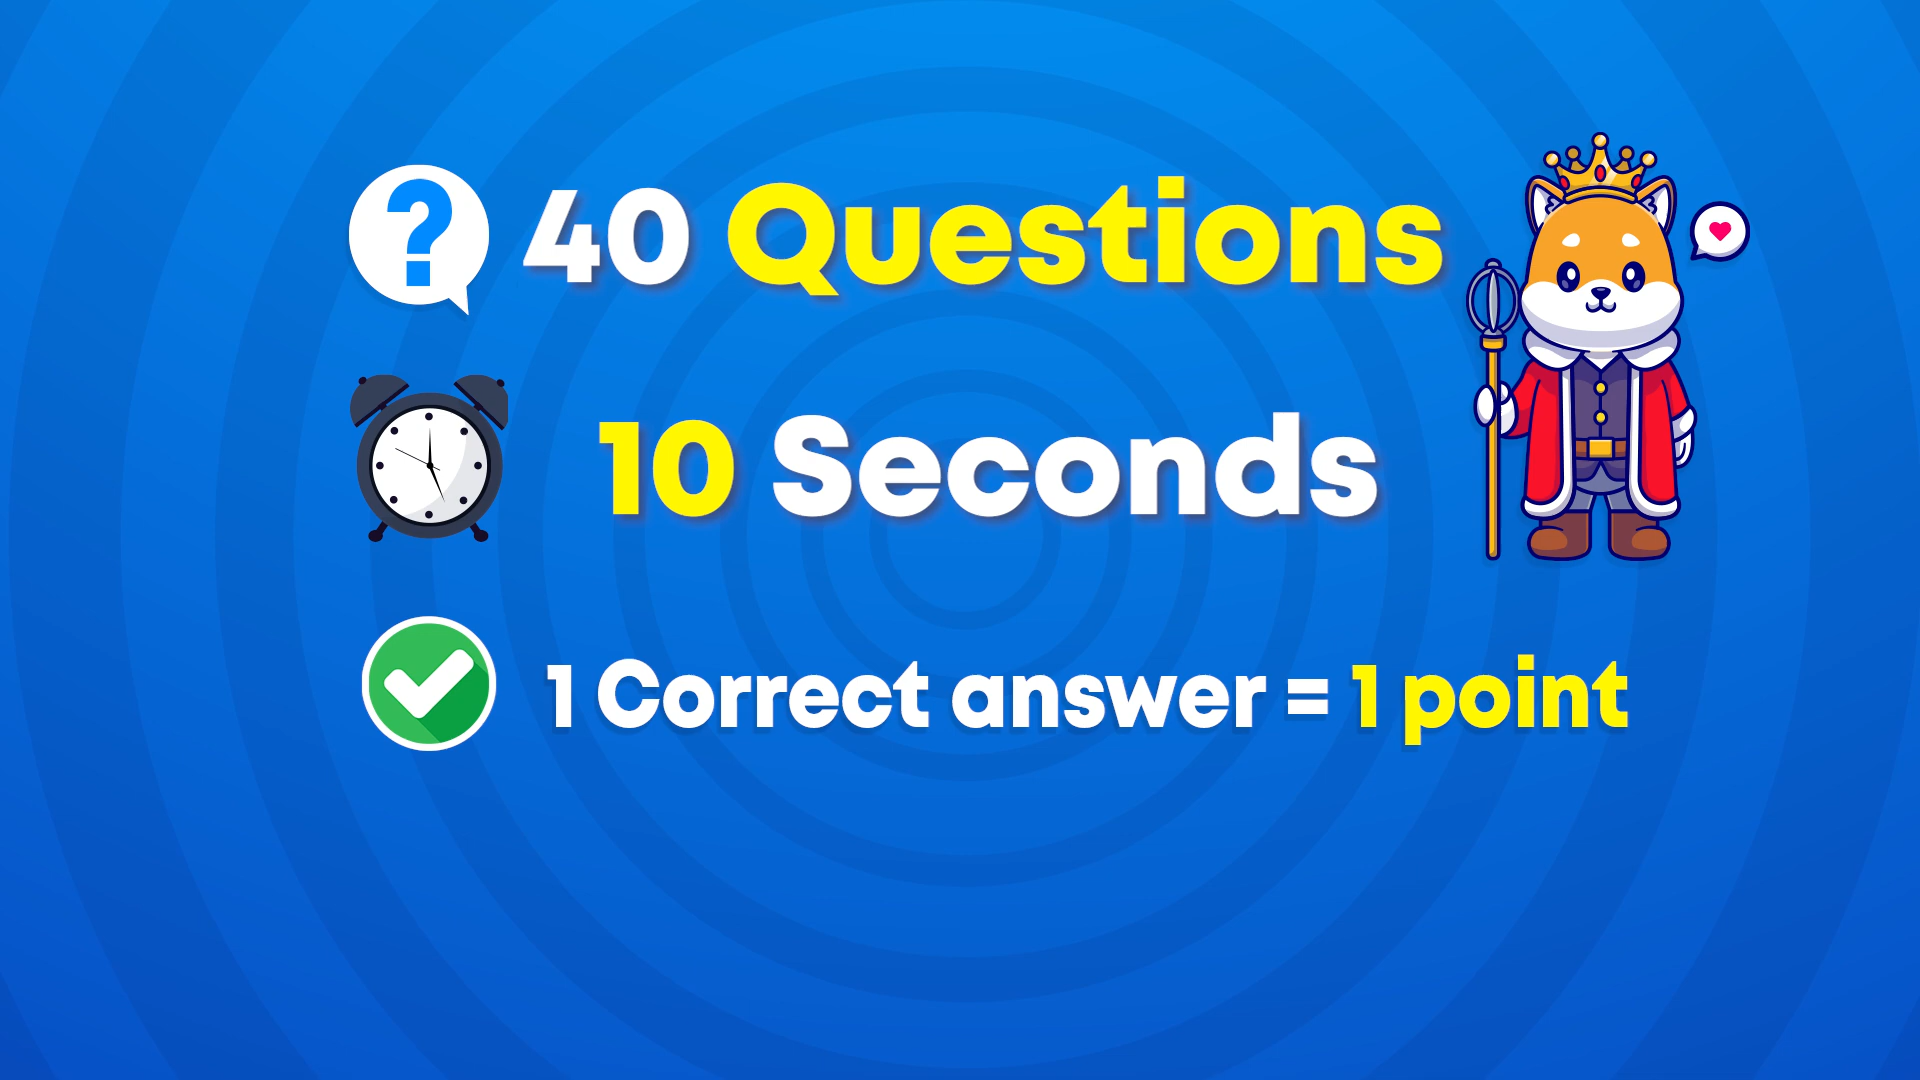 40 Questions
10 Seconds
1 Correct answer = 1 point